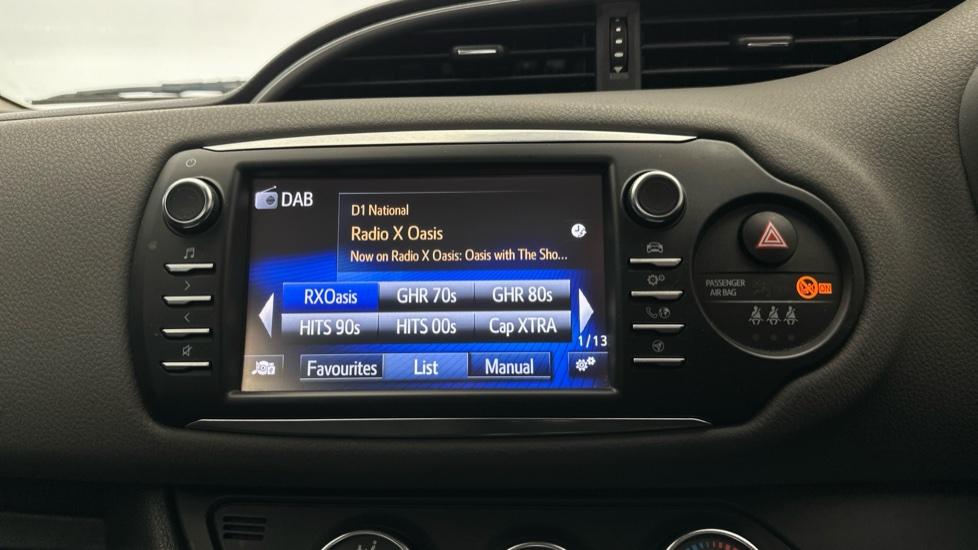 DAB
D1 National
Radio X Oasis
Now on Radio X Oasis: Oasis with The Sho...
RXOasis GHR 70s GHR 80s
HITS 90s HITS 00s Cap XTRA
1/13
Favourites List Manual
PASSENGER
AIR BAG
ON